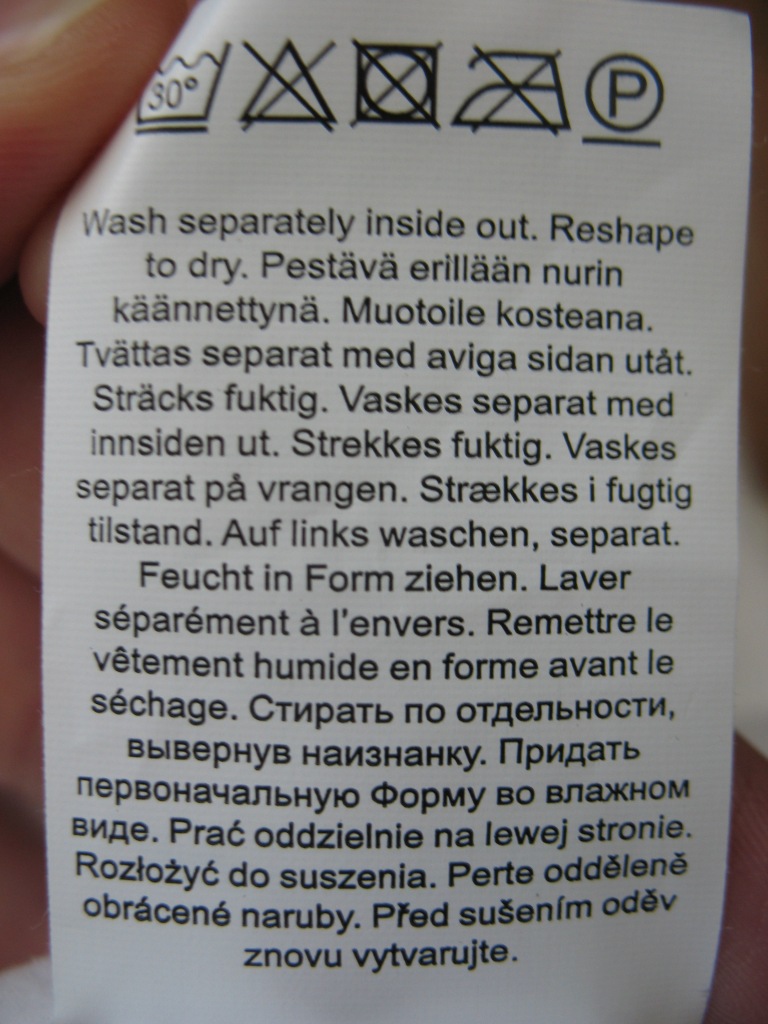 30° P
Wash separately inside out. Reshape
to dry. Pestävä erillään nurin
käännettynä. Muotoile kosteana.
Tvättas separat med aviga sidan utåt.
Sträcks fuktig. Vaskes separat med
innsiden ut. Strekkes fuktig. Vaskes
separat på vrangen. Strækkes i fugtig
tilstand. Auf links waschen, separat.
Feucht in Form ziehen. Laver
séparément à l'envers. Remettre le
vêtement humide en forme avant le
séchage. Стирать по отдельности,
вывернув наизнанку. Придать
первоначальную Форму во влажном
виде. Prać oddzielnie na lewej stronie.
Rozłożyć do suszenia. Perte odděleně
obrácené naruby. Před sušením oděv
znovu vytvarujte.